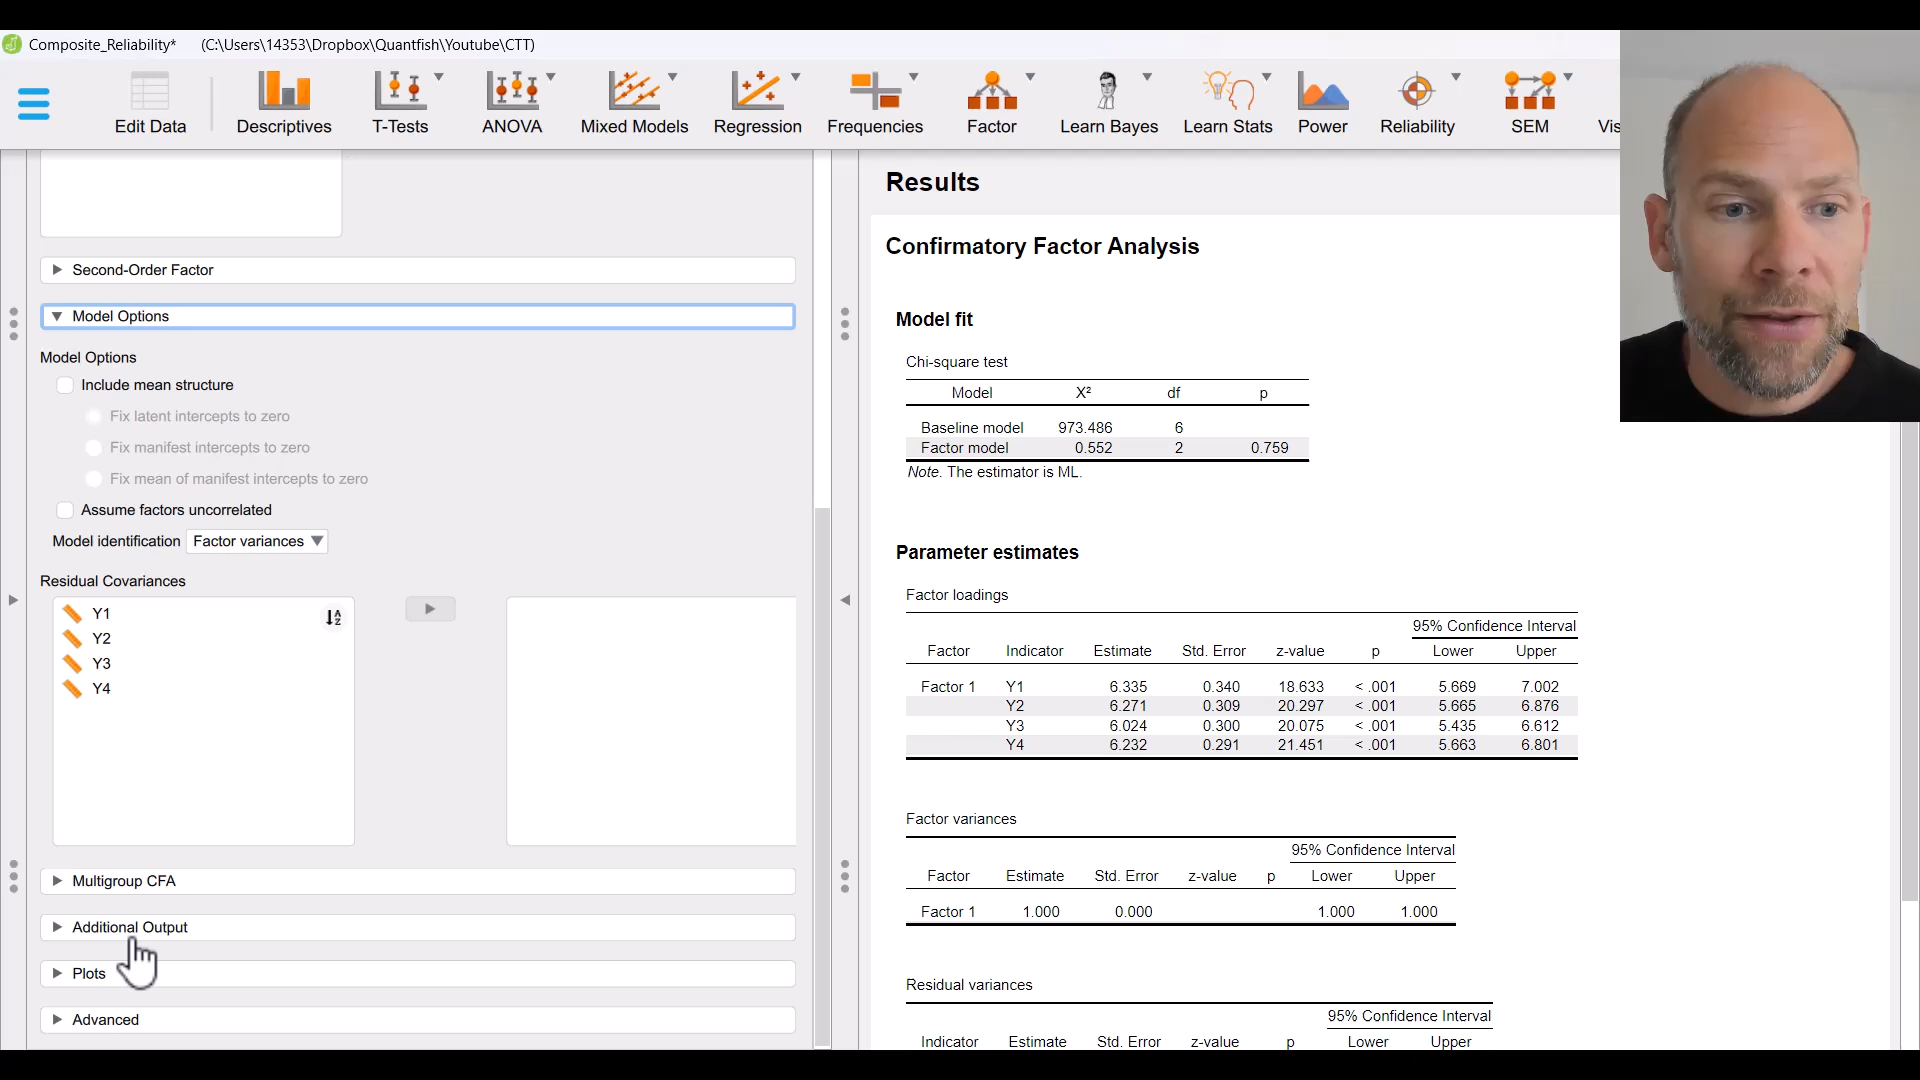 Composite_Reliability* (C:\Users\14353\Dropbox\Quantfish\Youtube\CTT)
Edit Data Descriptives T-Tests ANOVA Mixed Models Regression Frequencies Factor Learn Bayes Learn Stats Power Reliability SEM Vis
Second-Order Factor
Model Options
Model Options
Include mean structure
Fix latent intercepts to zero
Fix manifest intercepts to zero
Fix mean of manifest intercepts to zero
Assume factors uncorrelated
Model identification Factor variances
Residual Covariances
Y1
Y2
Y3
Y4
Multigroup CFA
Additional Output
Plots
Advanced
Results
Confirmatory Factor Analysis
Model fit
Chi-square test
Model X² df p
Baseline model 973.486 6
Factor model 0.552 2 0.759
Note. The estimator is ML.
Parameter estimates
Factor loadings
95% Confidence Interval
Factor Indicator Estimate Std. Error z-value p Lower Upper
Factor 1 Y1 6.335 0.340 18.633 < .001 5.669 7.002
Y2 6.271 0.309 20.297 < .001 5.665 6.876
Y3 6.024 0.300 20.075 < .001 5.435 6.612
Y4 6.232 0.291 21.451 < .001 5.663 6.801
Factor variances
95% Confidence Interval
Factor Estimate Std. Error z-value p Lower Upper
Factor 1 1.000 0.000 1.000 1.000
Residual variances
95% Confidence Interval
Indicator Estimate Std. Error z-value p Lower Upper